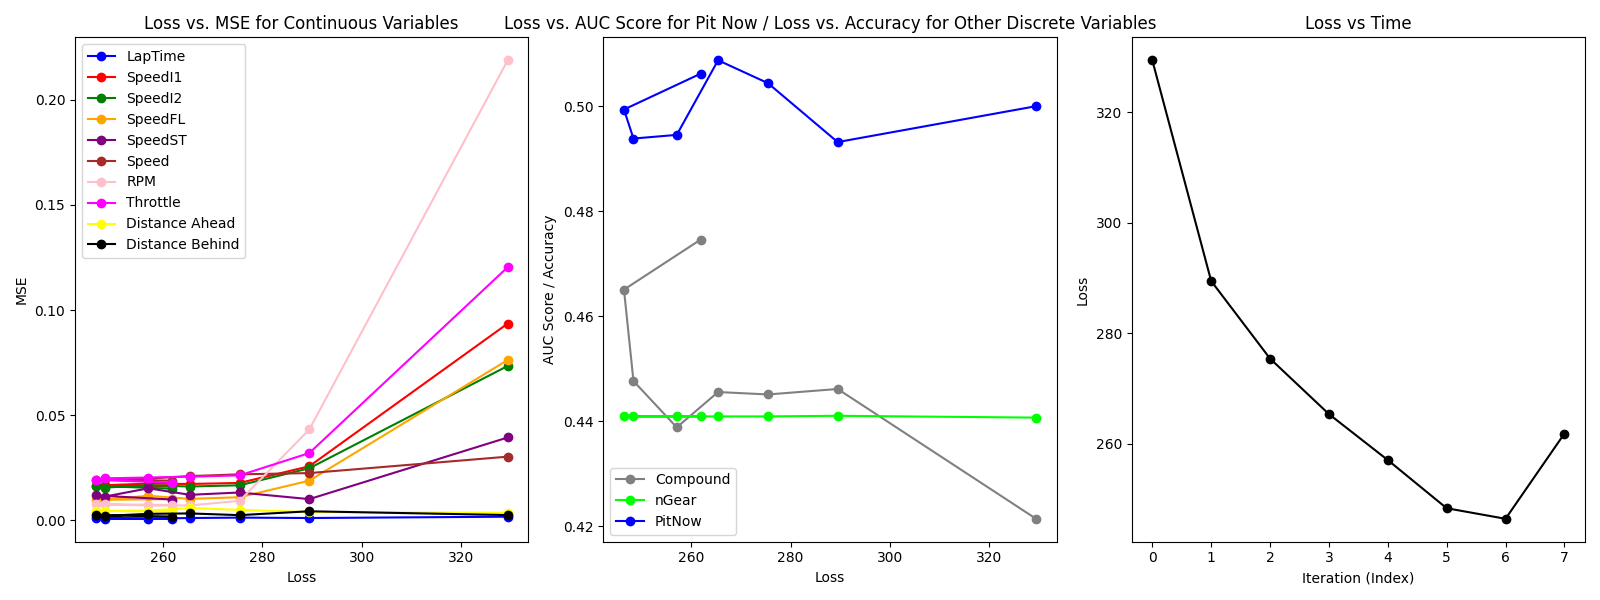 Loss vs. MSE for Continuous Variables
LapTime
SpeedI1
SpeedI2
SpeedFL
SpeedST
Speed
RPM
Throttle
Distance Ahead
Distance Behind
MSE
0.20
0.15
0.10
0.05
0.00
260
280
300
320
Loss
Loss vs. AUC Score for Pit Now / Loss vs. Accuracy for Other Discrete Variables
AUC Score / Accuracy
0.50
0.48
0.46
0.44
0.42
Compound
nGear
PitNow
260
280
300
320
Loss
Loss vs Time
Loss
320
300
280
260
0
1
2
3
4
5
6
7
Iteration (Index)